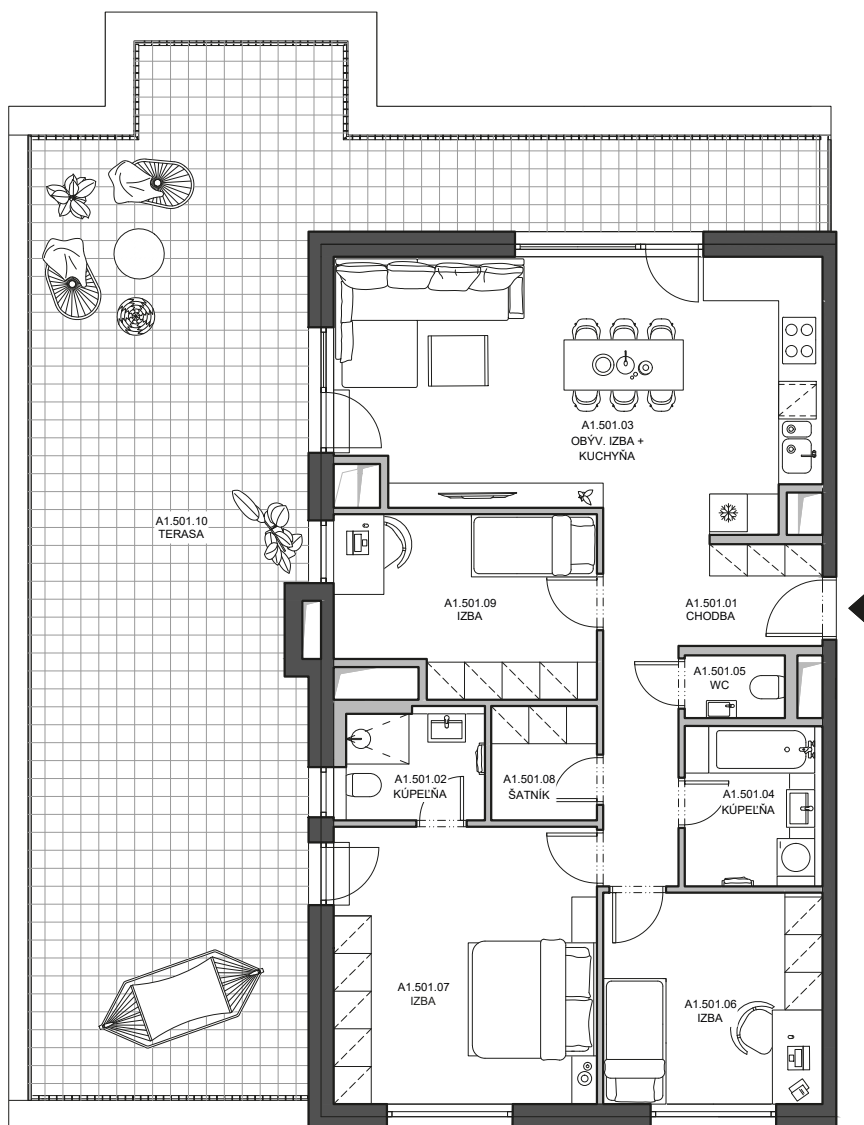 A1.501.03
OBÝV. IZBA +
KUCHYŇA
A1.501.10
TERASA
A1.501.09
IZBA
A1.501.01
CHODBA
A1.501.05
WC
A1.501.02
KÚPEĽŇA
A1.501.08
ŠATNÍK
A1.501.04
KÚPEĽŇA
A1.501.07
IZBA
A1.501.06
IZBA